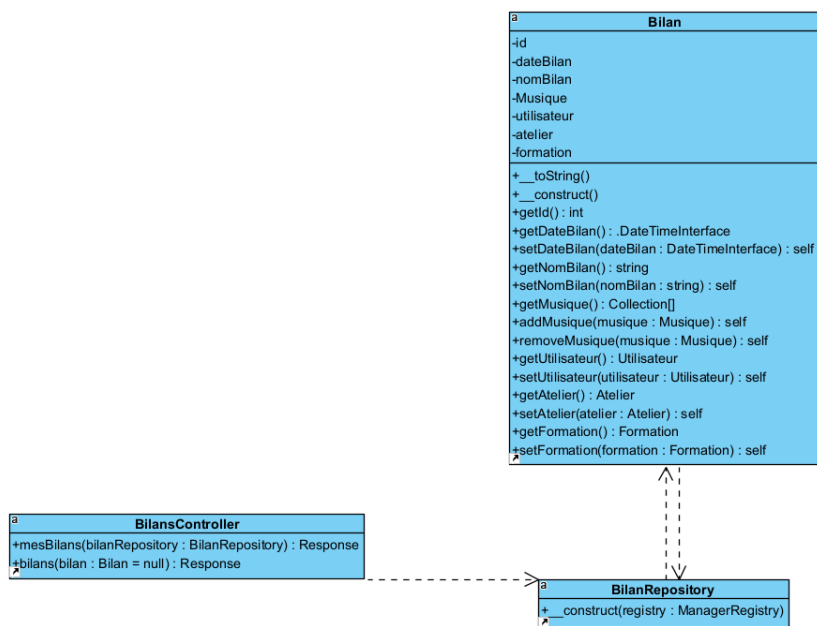 a
Bilan
-id
-dateBilan
-nomBilan
-Musique
-utilisateur
-atelier
-formation
+__toString()
+__construct()
+getId() : int
+getDateBilan() : .DateTimeInterface
+setDateBilan(dateBilan : DateTimeInterface) : self
+getNomBilan() : string
+setNomBilan(nomBilan : string) : self
+getMusique() : Collection[]
+addMusique(musique : Musique) : self
+removeMusique(musique : Musique) : self
+getUtilisateur() : Utilisateur
+setUtilisateur(utilisateur : Utilisateur) : self
+getAtelier() : Atelier
+setAtelier(atelier : Atelier) : self
+getFormation() : Formation
+setFormation(formation : Formation) : self
a
BilansController
+mesBilans(bilanRepository : BilanRepository) : Response
+bilans(bilan : Bilan = null) : Response
a
BilanRepository
+__construct(registry : ManagerRegistry)